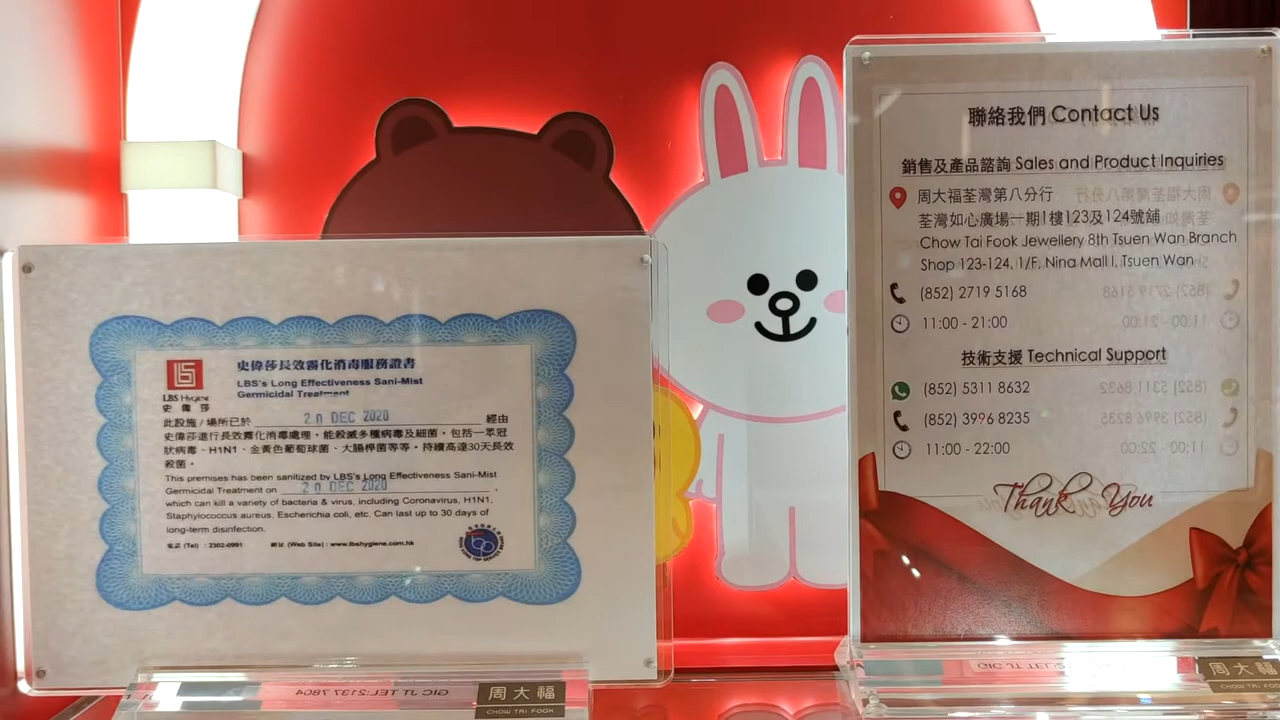 LBS Hygiene
史偉莎
史偉莎長效霧化消毒服務證書
LBS's Long Effectiveness Sani-Mist
Germicidal Treatment
此設施/場所已於 20 DEC 2020 經由
史偉莎進行長效霧化消毒處理，能殺滅多種病毒及細菌，包括一眾冠
狀病毒、H1N1、金黃色葡萄球菌、大腸桿菌等等。持續高達30天長效
殺菌。
This premises has been sanitized by LBS's Long Effectiveness Sani-Mist
Germicidal Treatment on 20 DEC 2020,
which can kill a variety of bacteria & virus, including Coronavirus, H1N1,
Staphylococcus aureus, Escherichia coli, etc. Can last up to 30 days of
long-term disinfection.
電話 (Tel) : 2302-0991 網址 (Web Site) : www.lbshygiene.com.hk
GIC JT TEL:2137 7804
周大福
CHOW TAI FOOK
聯絡我們 Contact Us
銷售及產品諮詢 Sales and Product Inquiries
周大福荃灣第八分行
荃灣如心廣場一期1樓123及124號舖
Chow Tai Fook Jewellery 8th Tsuen Wan Branch
Shop 123-124, 1/F, Nina Mall I, Tsuen Wan
(852) 2719 5168
11:00 - 21:00
技術支援 Technical Support
(852) 5311 8632
(852) 3996 8235
11:00 - 22:00
Thank You
GIC JT TEL:2
周大福
CHOW TAI FOOK